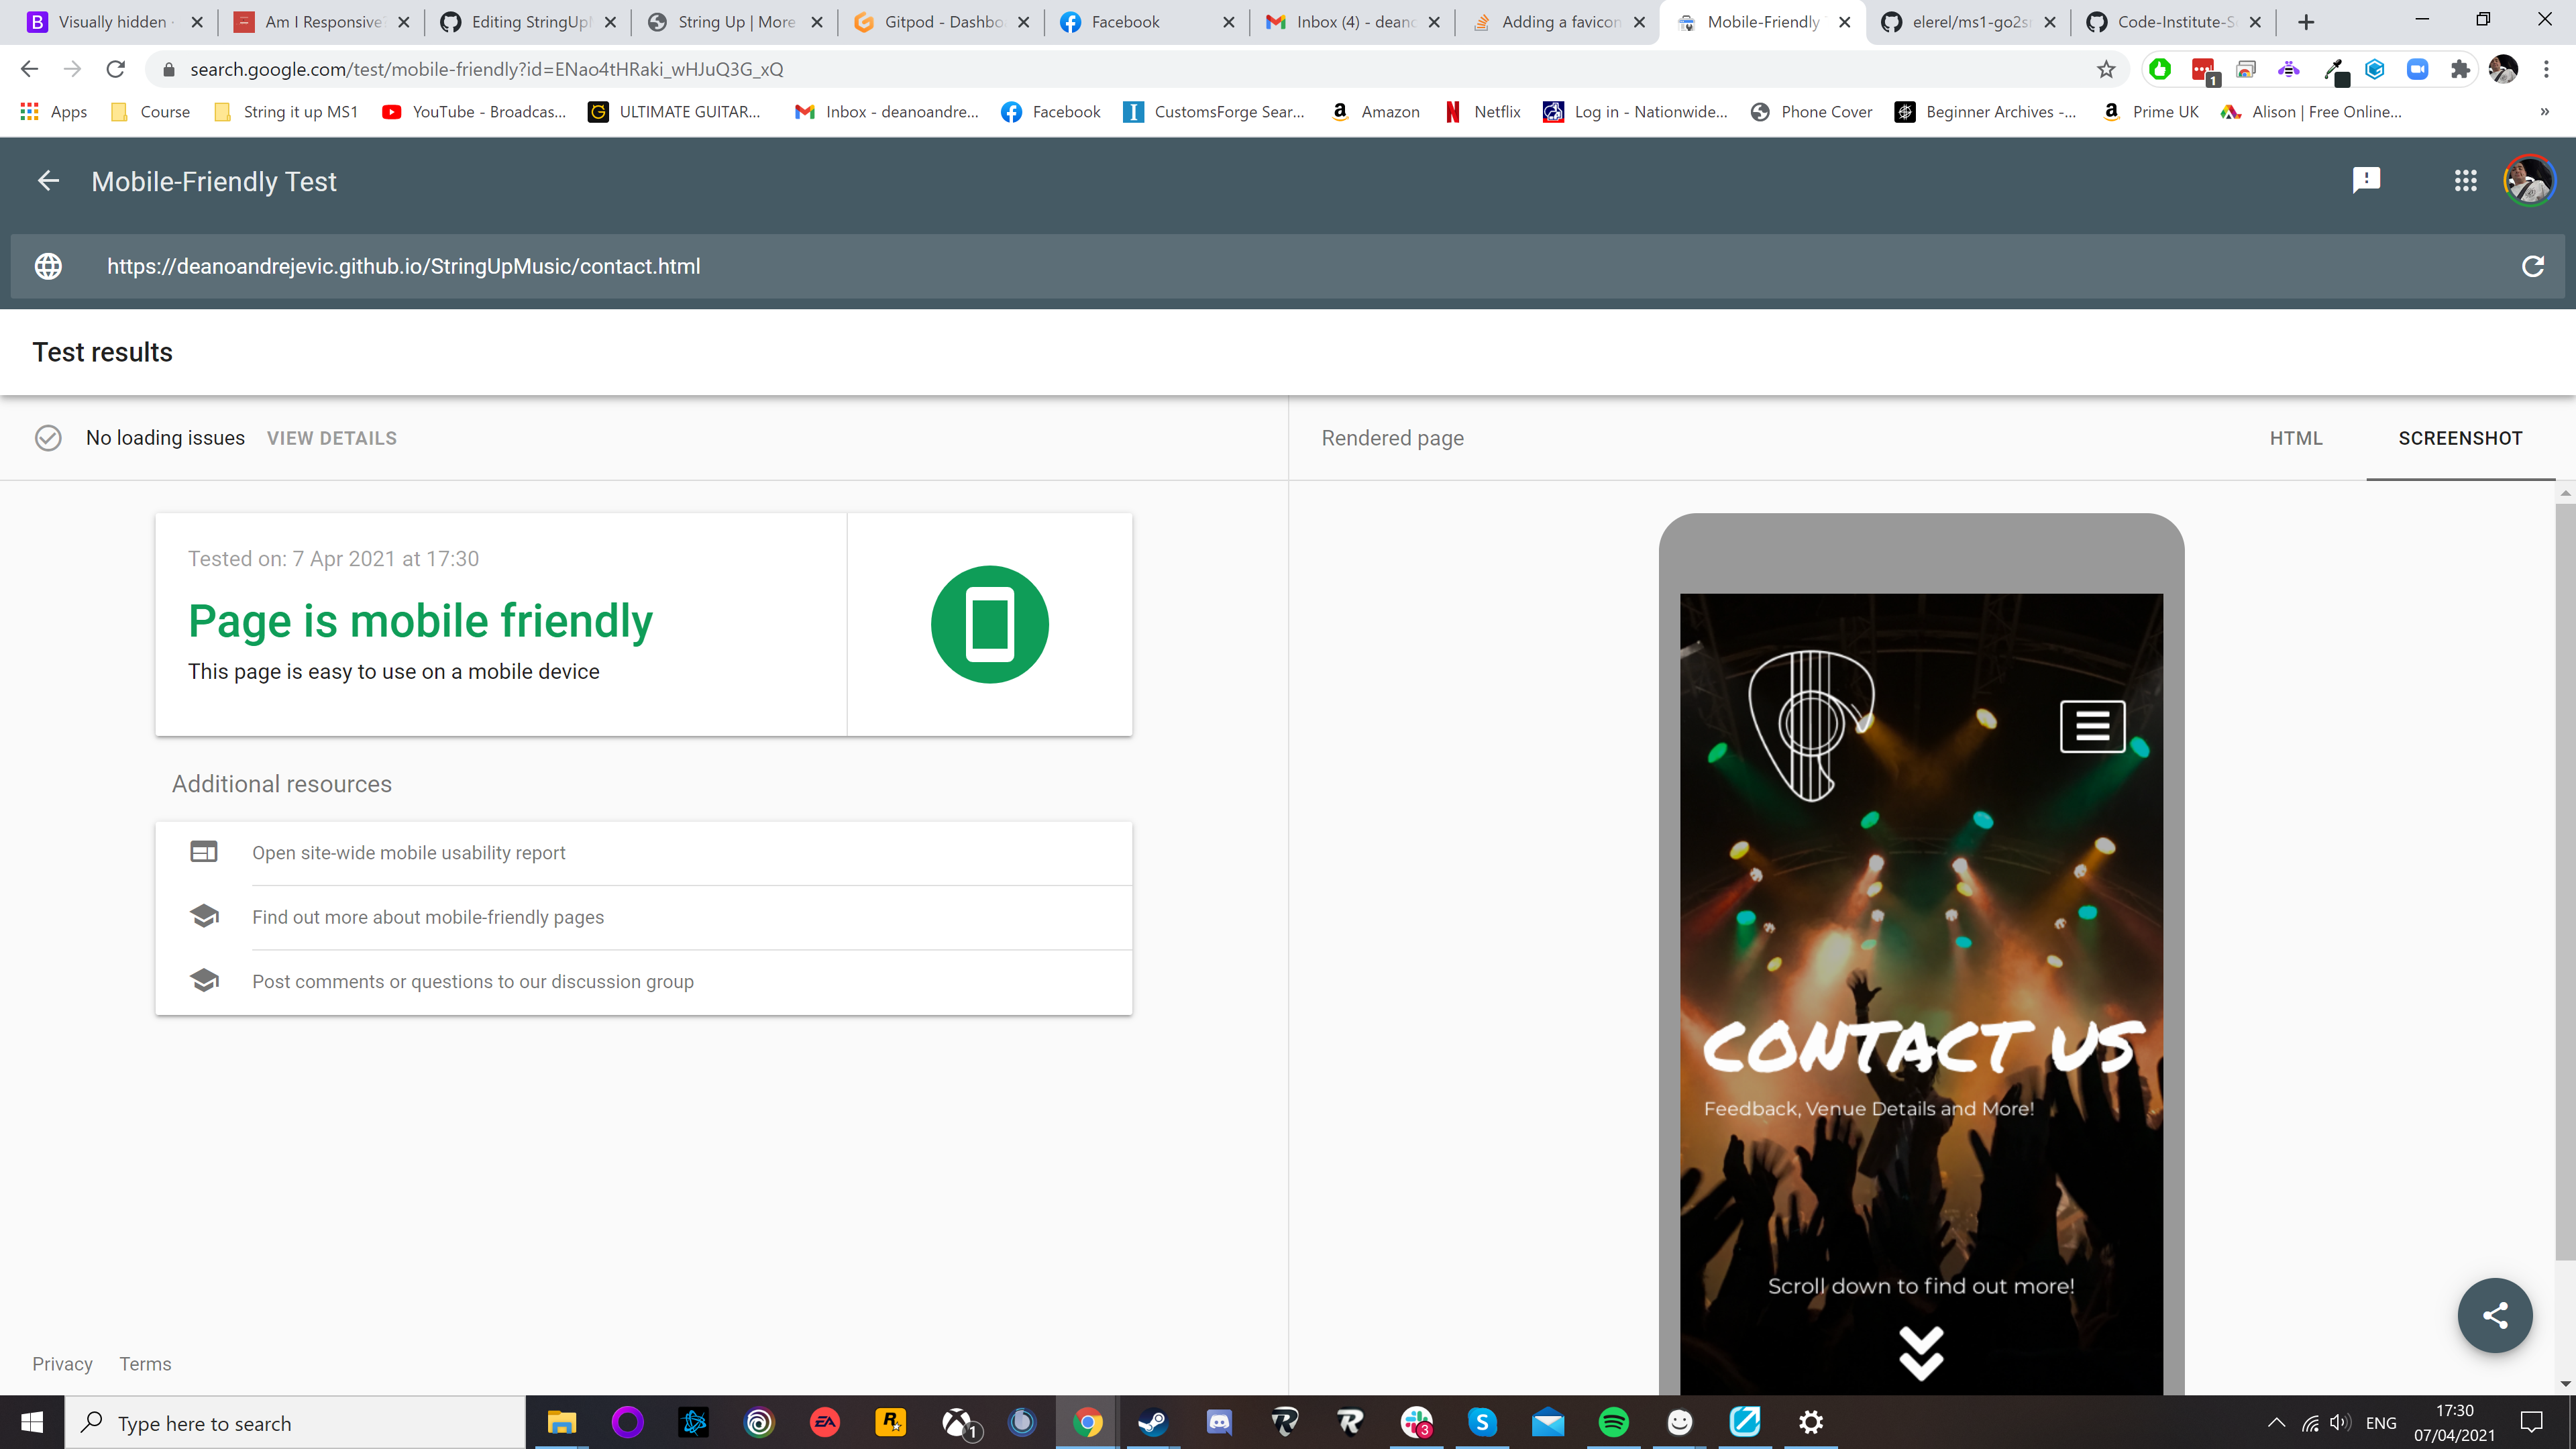 Visually hidden
Am I Responsive
Editing StringUp
String Up | More
Gitpod - Dashbo
Facebook
Inbox (4) - deano
Adding a favicon
Mobile-Friendly
elerel/ms1-go2s
Code-Institute-S
search.google.com/test/mobile-friendly?id=ENao4tHRaki_wHJuQ3G_xQ
1
Apps
Course
String it up MS1
YouTube - Broadcas...
ULTIMATE GUITAR...
Inbox - deanoandre...
Facebook
CustomsForge Sear...
Amazon
Netflix
Log in - Nationwide...
Phone Cover
Beginner Archives -...
Prime UK
Alison | Free Online...
»
Mobile-Friendly Test
https://deanoandrejevic.github.io/StringUpMusic/contact.html
Test results
No loading issues VIEW DETAILS
Rendered page
HTML
SCREENSHOT
Tested on: 7 Apr 2021 at 17:30
Page is mobile friendly
This page is easy to use on a mobile device
Additional resources
Open site-wide mobile usability report
Find out more about mobile-friendly pages
Post comments or questions to our discussion group
CONTACT US
Feedback, Venue Details and More!
Scroll down to find out more!
Privacy Terms
Type here to search
EA
1
3
ENG
17:30
07/04/2021